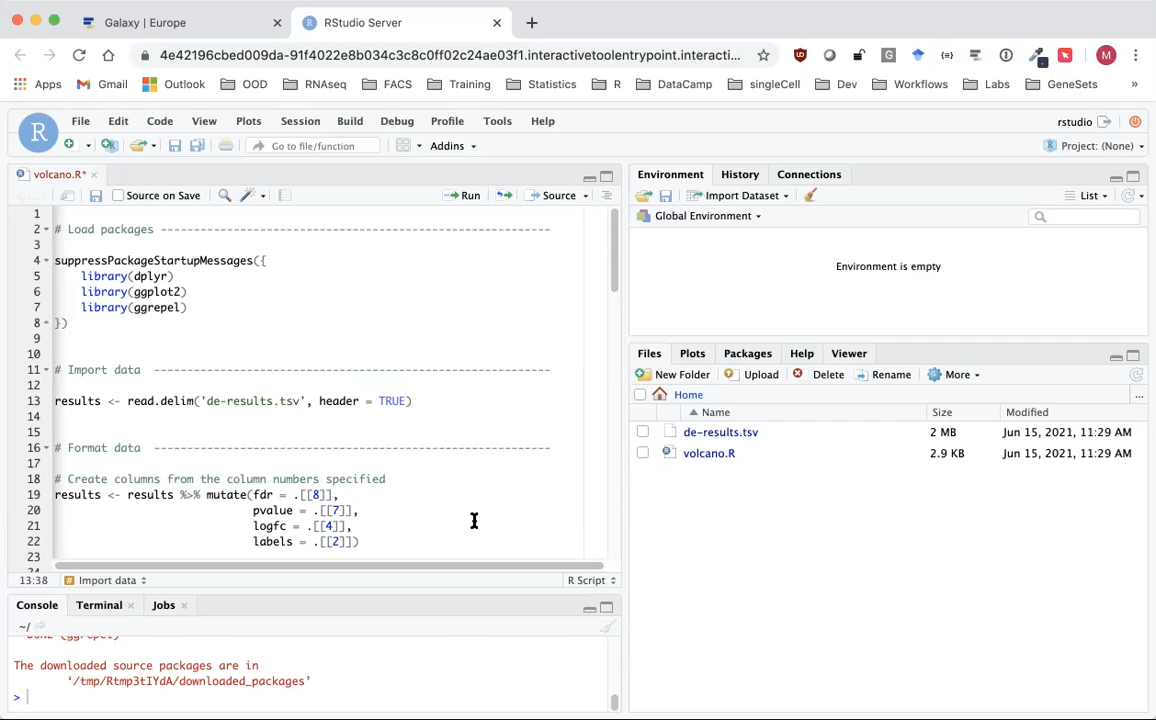 Galaxy | Europe
RStudio Server
4e42196cbed009da-91f4022e8b034c3c8c0ff02c24ae03f1.interactivetoolentrypoint.interacti...
Apps Gmail Outlook OOD RNAseq FACS Training Statistics R DataCamp singleCell Dev Workflows Labs GeneSets »
File Edit Code View Plots Session Build Debug Profile Tools Help
rstudio
Go to file/function Addins
Project: (None)
volcano.R*
Source on Save Run Source
1
2 # Load packages --------------------------------------------------------
3
4 suppressPackageStartupMessages({
5 library(dplyr)
6 library(ggplot2)
7 library(ggrepel)
8 })
9
10
11 # Import data --------------------------------------------------------
12
13 results <- read.delim('de-results.tsv', header = TRUE)
14
15
16 # Format data --------------------------------------------------------
17
18 # Create columns from the column numbers specified
19 results <- results %>% mutate(fdr = .[[8]],
20 pvalue = .[[7]],
21 logfc = .[[4]],
22 labels = .[[2]])
23
13:38 Import data R Script
Console Terminal Jobs
~/
DONE (ggrepel)
The downloaded source packages are in
‘/tmp/Rtmp3tIYdA/downloaded_packages’
>
Environment History Connections
Import Dataset List
Global Environment
Environment is empty
Files Plots Packages Help Viewer
New Folder Upload Delete Rename More
Home ...
Name Size Modified
de-results.tsv 2 MB Jun 15, 2021, 11:29 AM
volcano.R 2.9 KB Jun 15, 2021, 11:29 AM